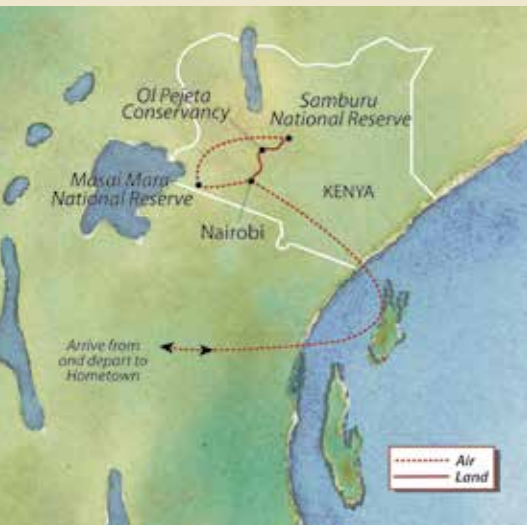 Ol Pejeta
Conservancy
Samburu
National Reserve
Masai Mara
National Reserve
KENYA
Nairobi
Arrive from
and depart to
Hometown
Air
Land